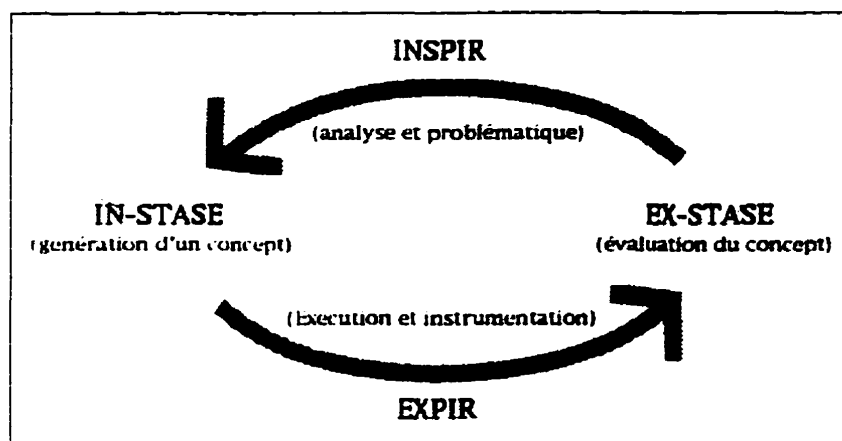 INSPIR
(analyse et problématique)
IN-STASE
(génération d'un concept)
EX-STASE
(évaluation du concept)
(Exécution et instrumentation)
EXPIR